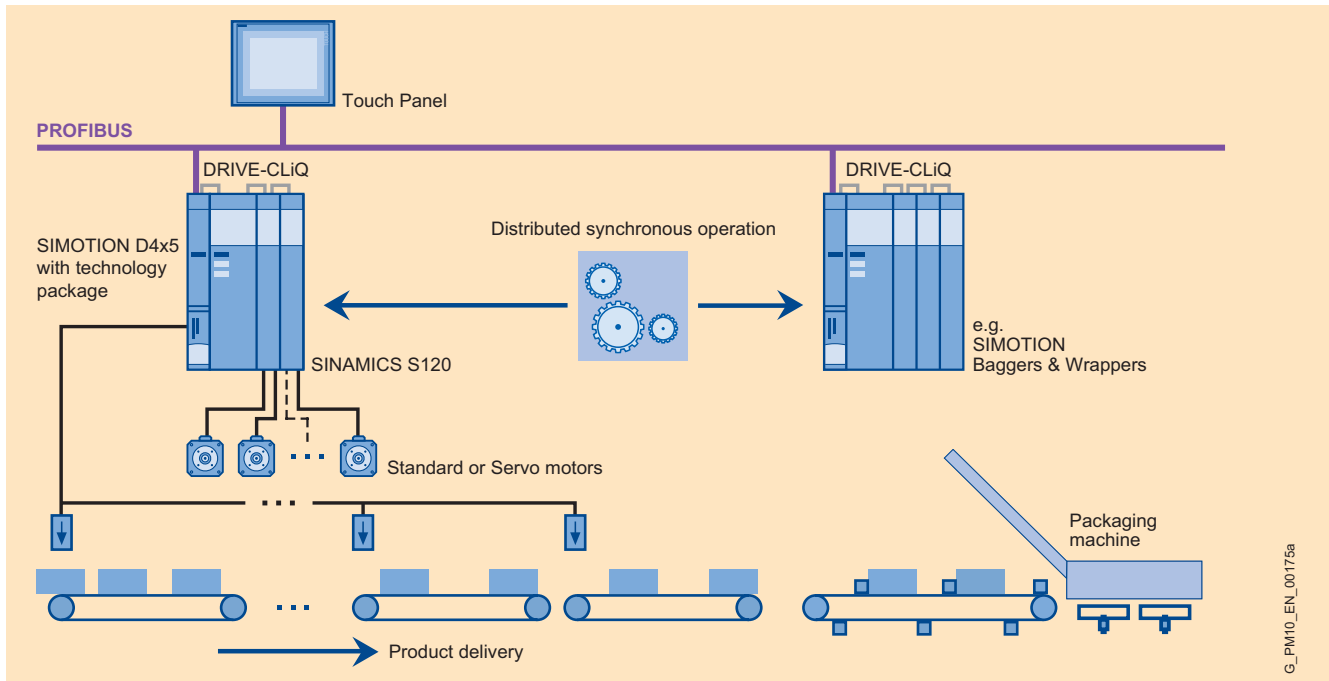 Touch Panel
PROFIBUS
DRIVE-CLiQ
DRIVE-CLiQ
SIMOTION D4x5
with technology
package
Distributed synchronous operation
SINAMICS S120
e.g.
SIMOTION
Baggers & Wrappers
Standard or Servo motors
Packaging
machine
Product delivery
G_PM10_EN_00175a